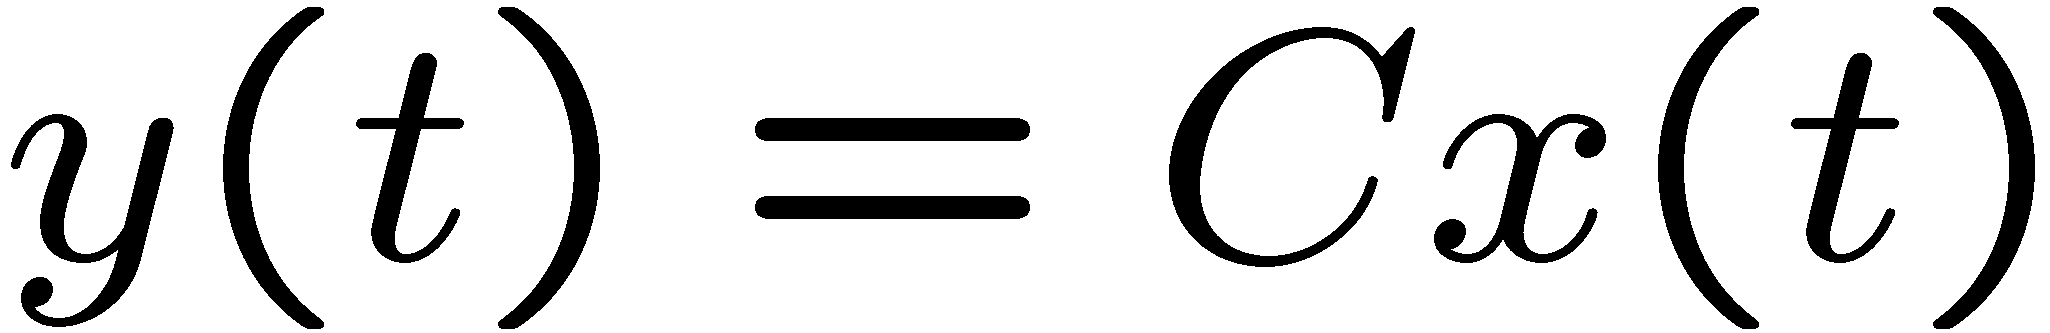 y(t) = Cx(t)